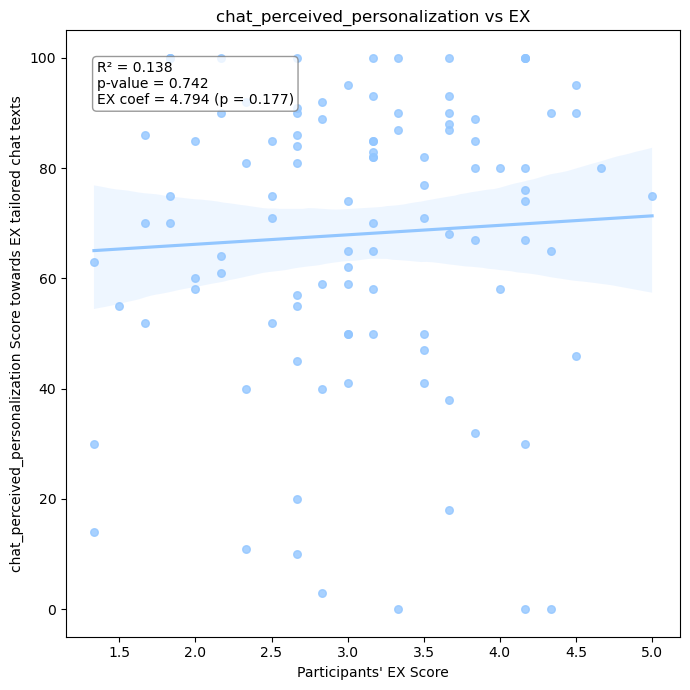 chat_perceived_personalization vs EX
chat_perceived_personalization Score towards EX tailored chat texts
100
80
60
40
20
0
R² = 0.138
p-value = 0.742
EX coef = 4.794 (p = 0.177)
1.5 2.0 2.5 3.0 3.5 4.0 4.5 5.0
Participants' EX Score